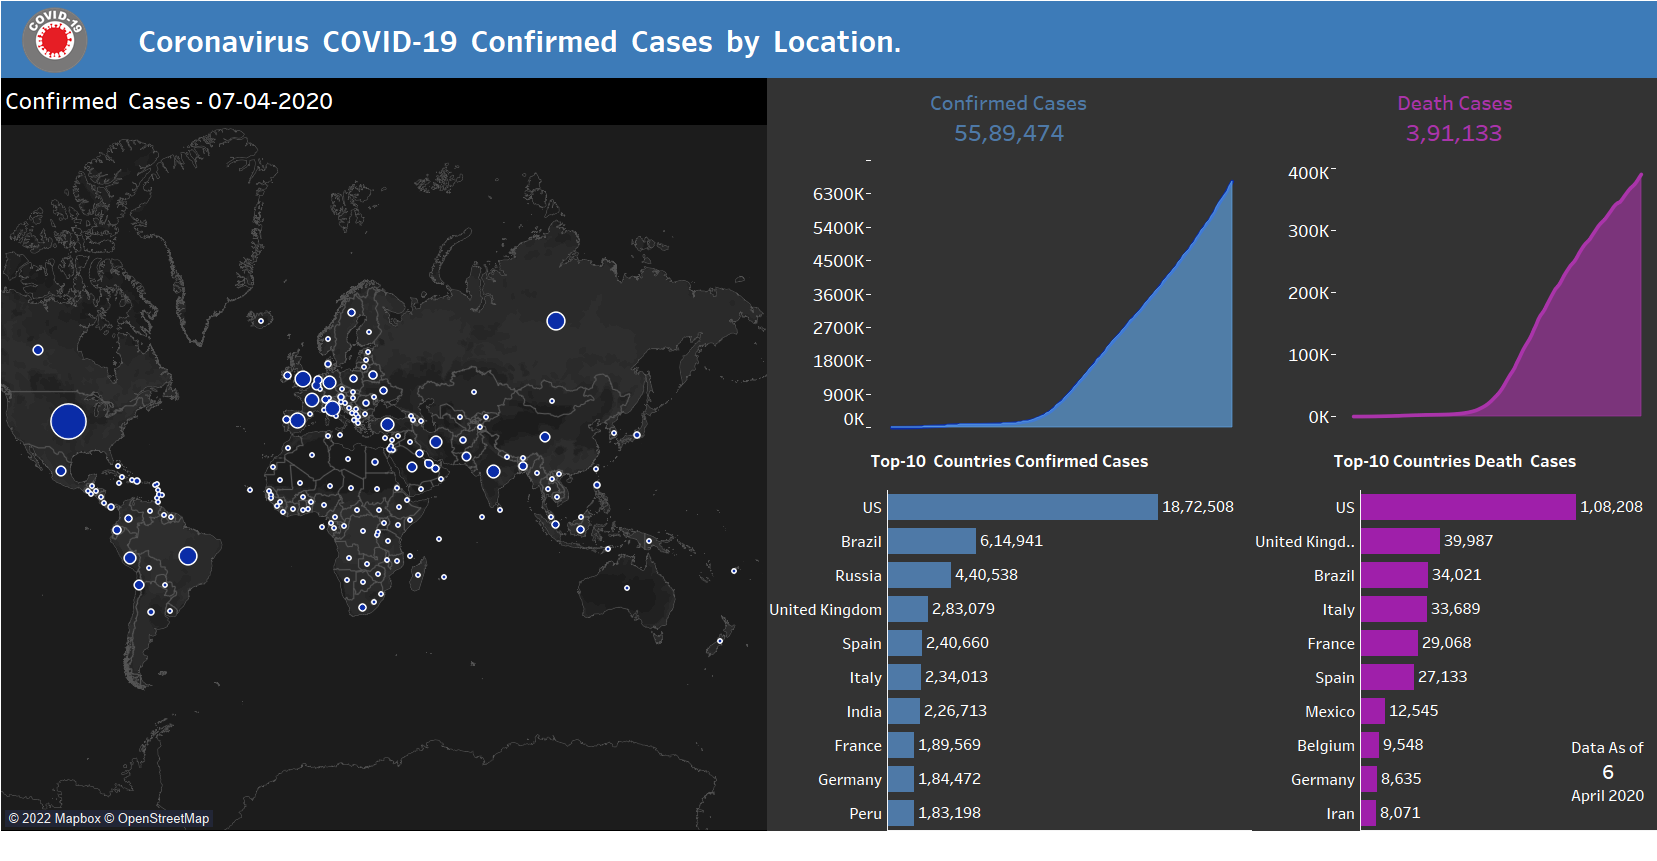 COVID-19
Coronavirus COVID-19 Confirmed Cases by Location.
Confirmed Cases - 07-04-2020
© 2022 Mapbox © OpenStreetMap
Confirmed Cases
55,89,474
6300K
5400K
4500K
3600K
2700K
1800K
900K
0K
Death Cases
3,91,133
400K
300K
200K
100K
0K
Top-10 Countries Confirmed Cases
US 18,72,508
Brazil 6,14,941
Russia 4,40,538
United Kingdom 2,83,079
Spain 2,40,660
Italy 2,34,013
India 2,26,713
France 1,89,569
Germany 1,84,472
Peru 1,83,198
Top-10 Countries Death Cases
US 1,08,208
United Kingd.. 39,987
Brazil 34,021
Italy 33,689
France 29,068
Spain 27,133
Mexico 12,545
Belgium 9,548
Germany 8,635
Iran 8,071
Data As of
6
April 2020